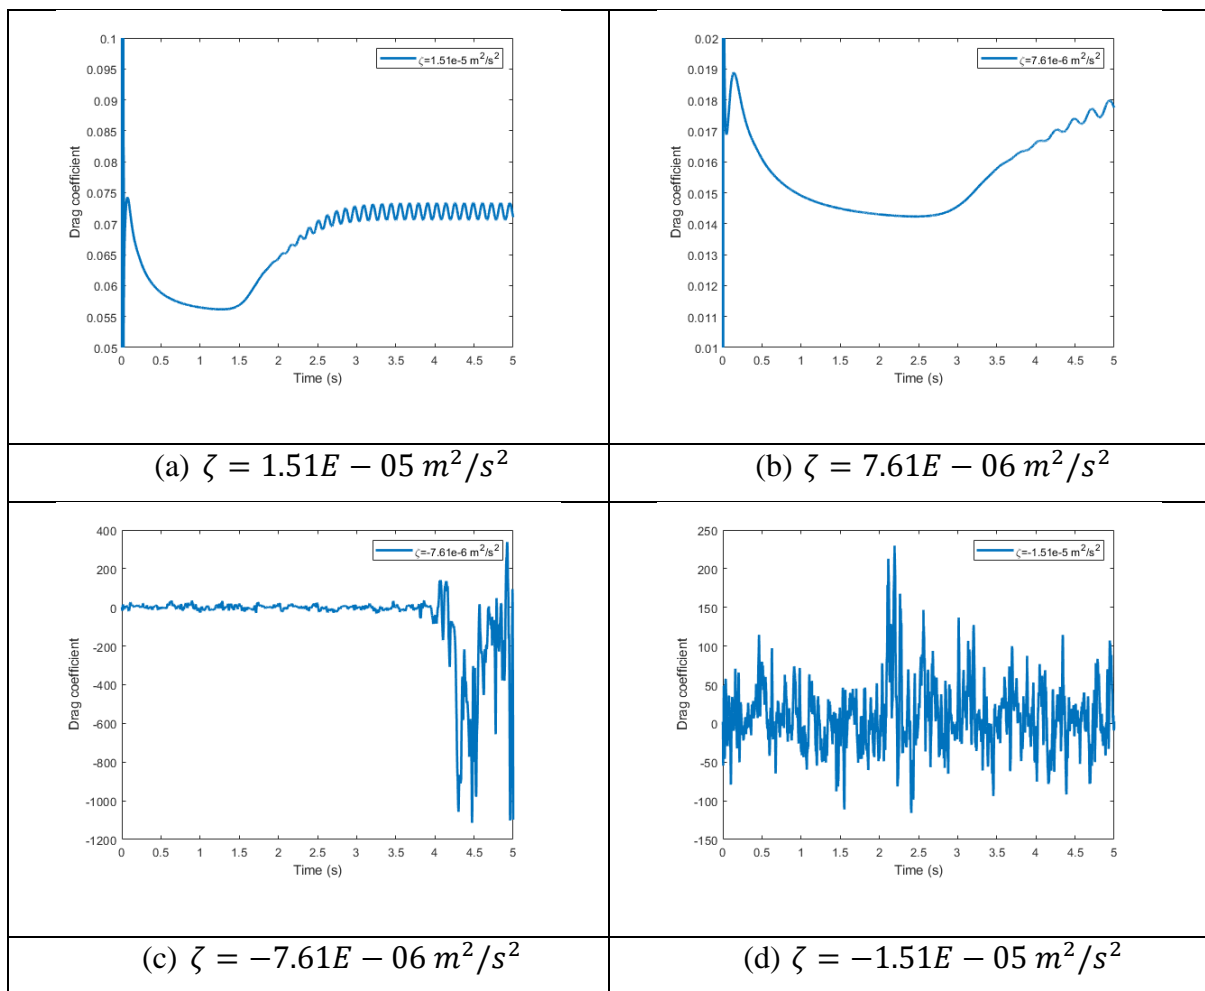 0.1
0.095
0.09
0.085
0.08
0.075
0.07
0.065
0.06
0.055
0.05
Drag coefficient
ζ=1.51e-5 m²/s²
0 0.5 1 1.5 2 2.5 3 3.5 4 4.5 5
Time (s)
(a) ζ = 1.51E − 05 m²/s²
0.02
0.019
0.018
0.017
0.016
0.015
0.014
0.013
0.012
0.011
0.01
Drag coefficient
ζ=7.61e-6 m²/s²
0 0.5 1 1.5 2 2.5 3 3.5 4 4.5 5
Time (s)
(b) ζ = 7.61E − 06 m²/s²
400
200
0
-200
-400
-600
-800
-1000
-1200
Drag coefficient
ζ=-7.61e-6 m²/s²
0 0.5 1 1.5 2 2.5 3 3.5 4 4.5 5
Time (s)
(c) ζ = −7.61E − 06 m²/s²
250
200
150
100
50
0
-50
-100
-150
Drag coefficient
ζ=-1.51e-5 m²/s²
0 0.5 1 1.5 2 2.5 3 3.5 4 4.5 5
Time (s)
(d) ζ = −1.51E − 05 m²/s²